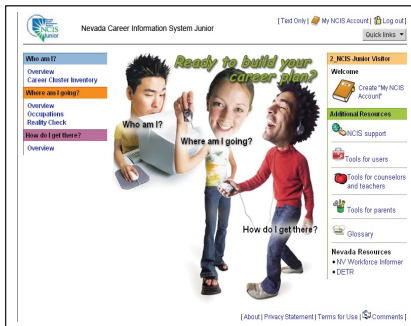 NCIS
Junior
Nevada Career Information System Junior
[ Text Only | My NCIS Account | Log out ]
Quick links
Who am I?
Overview
Career Cluster Inventory
Where am I going?
Overview
Occupations
Reality Check
How do I get there?
Overview
Ready to build your
career plan?
Who am I?
Where am I going?
How do I get there?
2_NCIS Junior Visitor
Welcome
Create "My NCIS
Account"
Additional Resources
NCIS support
Tools for users
Tools for counselors
and teachers
Tools for parents
Glossary
Nevada Resources
• NV Workforce Informer
• DETR
[ About | Privacy Statement | Terms for Use | Comments ]